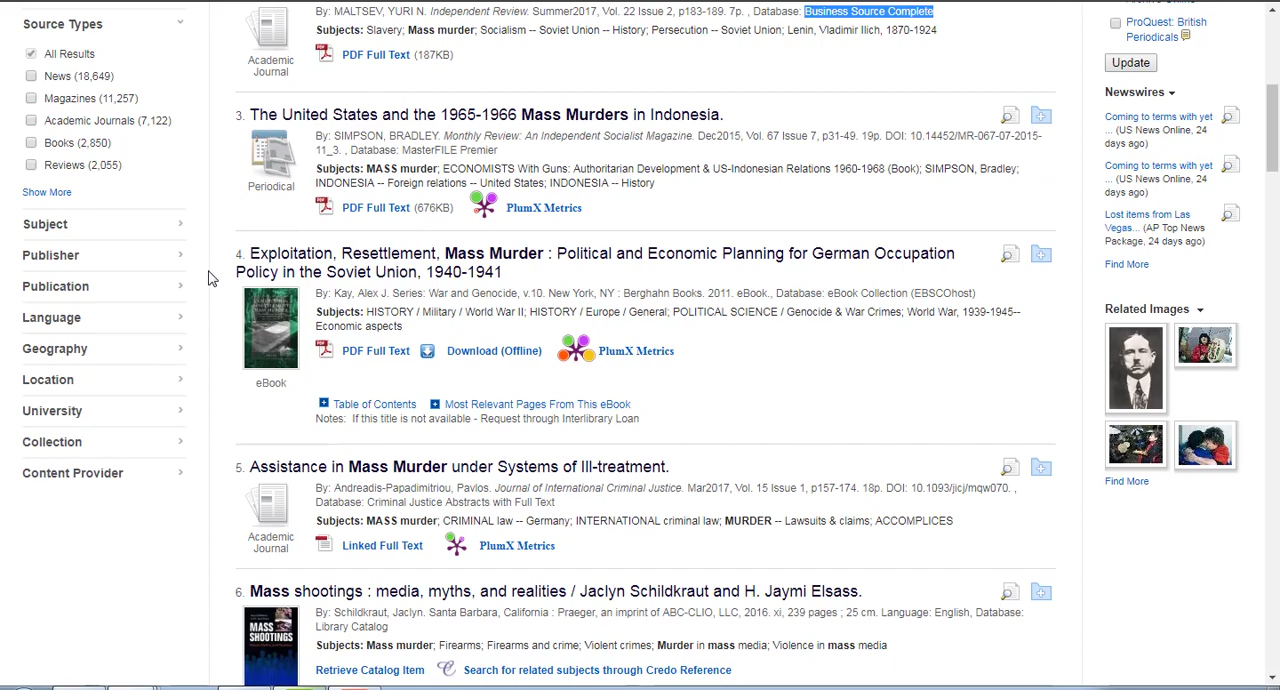 Source Types
All Results
News (18,649)
Magazines (11,257)
Academic Journals (7,122)
Books (2,850)
Reviews (2,055)
Show More
Subject
Publisher
Publication
Language
Geography
Location
University
Collection
Content Provider
By: MALTSEV, YURI N. Independent Review. Summer2017, Vol. 22 Issue 2, p183-189. 7p. , Database: Business Source Complete
Subjects: Slavery; Mass murder; Socialism -- Soviet Union -- History; Persecution -- Soviet Union; Lenin, Vladimir Ilich, 1870-1924
Academic
Journal
PDF Full Text (187KB)
3. The United States and the 1965-1966 Mass Murders in Indonesia.
By: SIMPSON, BRADLEY. Monthly Review: An Independent Socialist Magazine. Dec2015, Vol. 67 Issue 7, p31-49. 19p. DOI: 10.14452/MR-067-07-2015-
11_3. , Database: MasterFILE Premier
Periodical
Subjects: MASS murder; ECONOMISTS With Guns: Authoritarian Development & US-Indonesian Relations 1960-1968 (Book); SIMPSON, Bradley;
INDONESIA -- Foreign relations -- United States; INDONESIA -- History
PDF Full Text (676KB) PlumX Metrics
4. Exploitation, Resettlement, Mass Murder : Political and Economic Planning for German Occupation
Policy in the Soviet Union, 1940-1941
By: Kay, Alex J. Series: War and Genocide, v.10. New York, NY : Berghahn Books. 2011. eBook., Database: eBook Collection (EBSCOhost)
Subjects: HISTORY / Military / World War II; HISTORY / Europe / General; POLITICAL SCIENCE / Genocide & War Crimes; World War, 1939-1945--
Economic aspects
PDF Full Text Download (Offline) PlumX Metrics
eBook
Table of Contents Most Relevant Pages From This eBook
Notes: If this title is not available - Request through Interlibrary Loan
5. Assistance in Mass Murder under Systems of Ill-treatment.
By: Andreadis-Papadimitriou, Pavlos. Journal of International Criminal Justice. Mar2017, Vol. 15 Issue 1, p157-174. 18p. DOI: 10.1093/jicj/mqw070. ,
Database: Criminal Justice Abstracts with Full Text
Subjects: MASS murder; CRIMINAL law -- Germany; INTERNATIONAL criminal law; MURDER -- Lawsuits & claims; ACCOMPLICES
Academic
Journal
Linked Full Text PlumX Metrics
6. Mass shootings : media, myths, and realities / Jaclyn Schildkraut and H. Jaymi Elsass.
By: Schildkraut, Jaclyn. Santa Barbara, California : Praeger, an imprint of ABC-CLIO, LLC, 2016. xi, 239 pages ; 25 cm. Language: English, Database:
Library Catalog
MASS
SHOOTINGS
Subjects: Mass murder; Firearms; Firearms and crime; Violent crimes; Murder in mass media; Violence in mass media
Retrieve Catalog Item Search for related subjects through Credo Reference
ProQuest: British
Periodicals
Update
Newswires
Coming to terms with yet
... (US News Online, 24
days ago)
Coming to terms with yet
... (US News Online, 24
days ago)
Lost items from Las
Vegas... (AP Top News
Package, 24 days ago)
Find More
Related Images
Find More